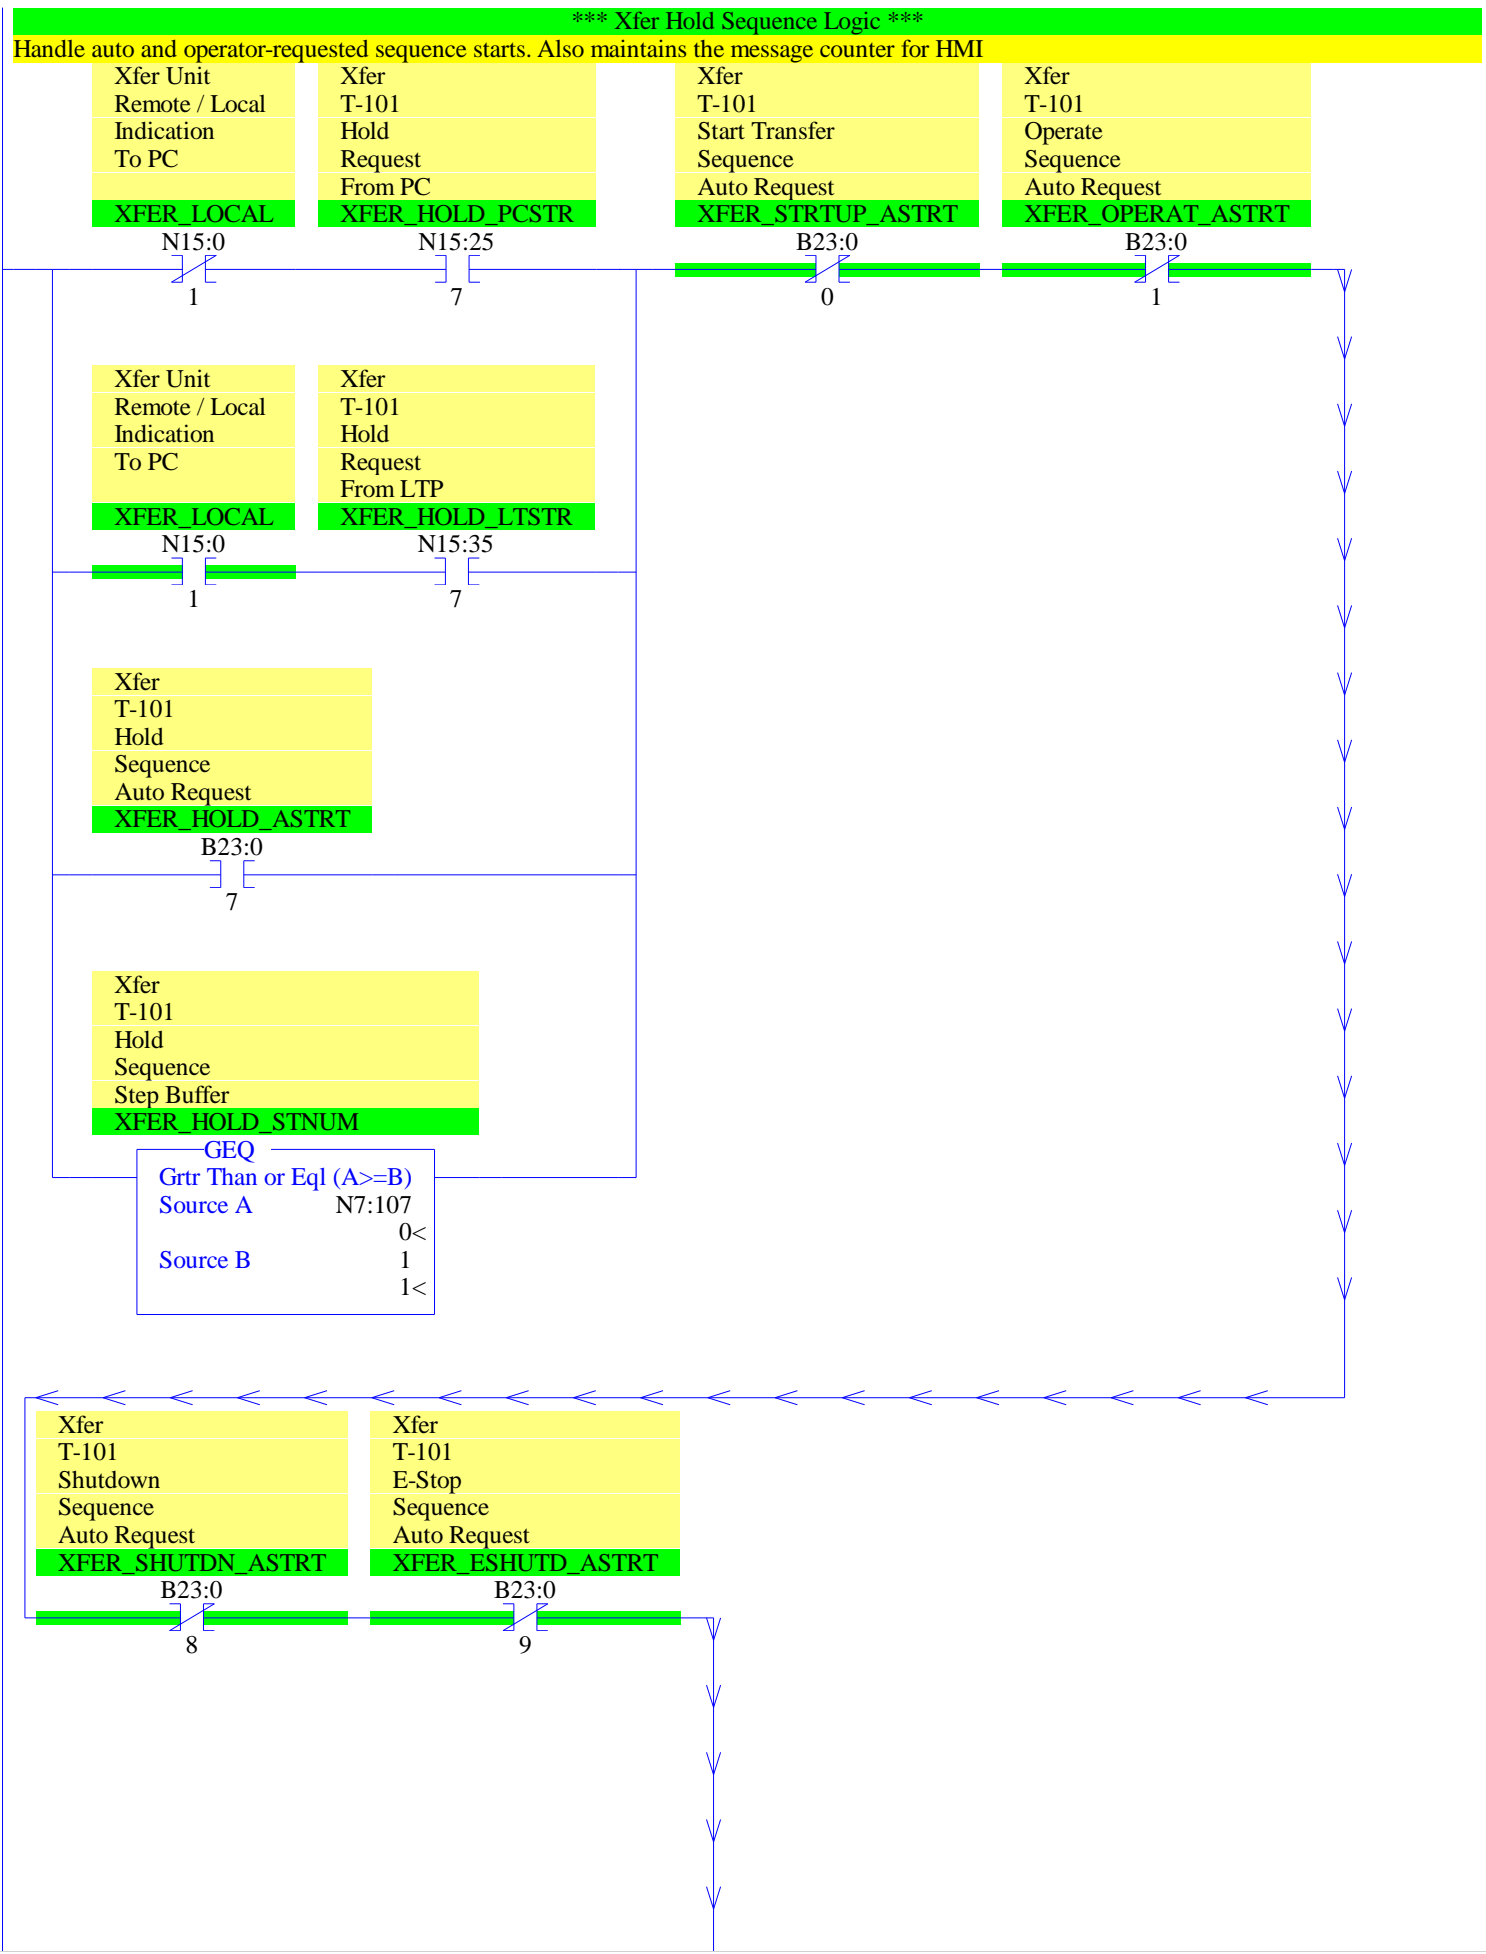 *** Xfer Hold Sequence Logic ***
Handle auto and operator-requested sequence starts. Also maintains the message counter for HMI
Xfer Unit
Remote / Local
Indication
To PC
XFER_LOCAL
N15:0
1
Xfer
T-101
Hold
Request
From PC
XFER_HOLD_PCSTR
N15:25
7
Xfer
T-101
Start Transfer
Sequence
Auto Request
XFER_STRTUP_ASTRT
B23:0
0
Xfer
T-101
Operate
Sequence
Auto Request
XFER_OPERAT_ASTRT
B23:0
1
Xfer Unit
Remote / Local
Indication
To PC
XFER_LOCAL
N15:0
1
Xfer
T-101
Hold
Request
From LTP
XFER_HOLD_LTSTR
N15:35
7
Xfer
T-101
Hold
Sequence
Auto Request
XFER_HOLD_ASTRT
B23:0
7
Xfer
T-101
Hold
Sequence
Step Buffer
XFER_HOLD_STNUM
GEQ
Grtr Than or Eql (A>=B)
Source A N7:107
0<
Source B 1
1<
Xfer
T-101
Shutdown
Sequence
Auto Request
XFER_SHUTDN_ASTRT
B23:0
8
Xfer
T-101
E-Stop
Sequence
Auto Request
XFER_ESHUTD_ASTRT
B23:0
9